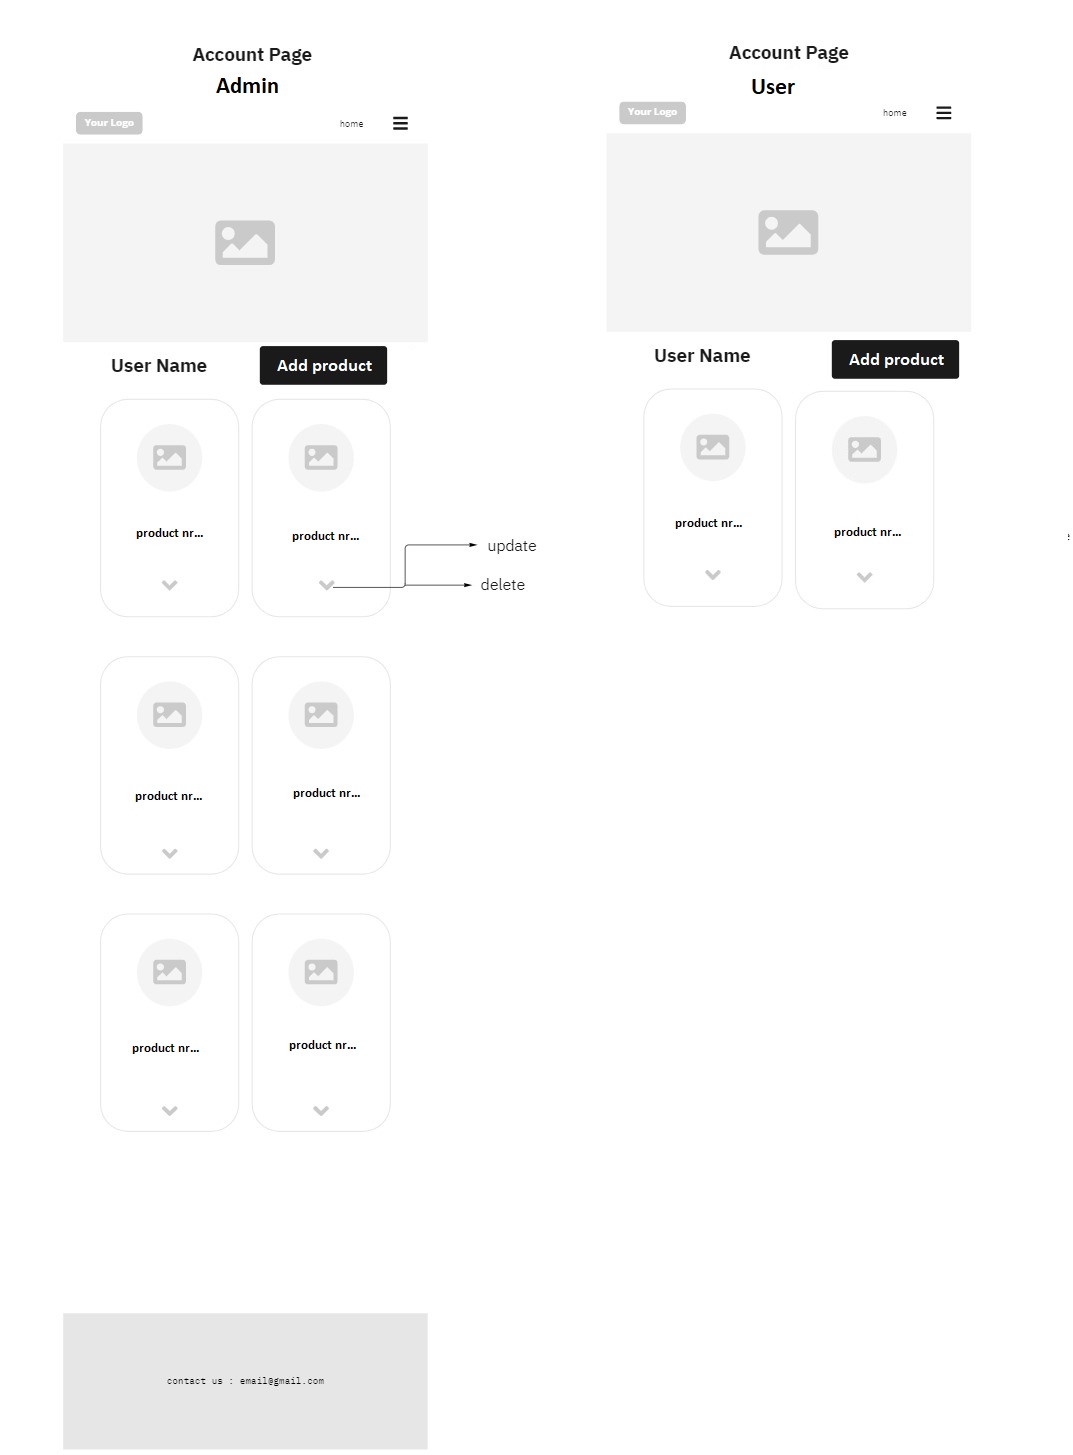 Account Page
Admin
Your Logo
home
User Name
Add product
product nr...
product nr...
update
delete
product nr...
product nr...
product nr...
product nr...
contact us : email@gmail.com
Account Page
User
Your Logo
home
User Name
Add product
product nr...
product nr...